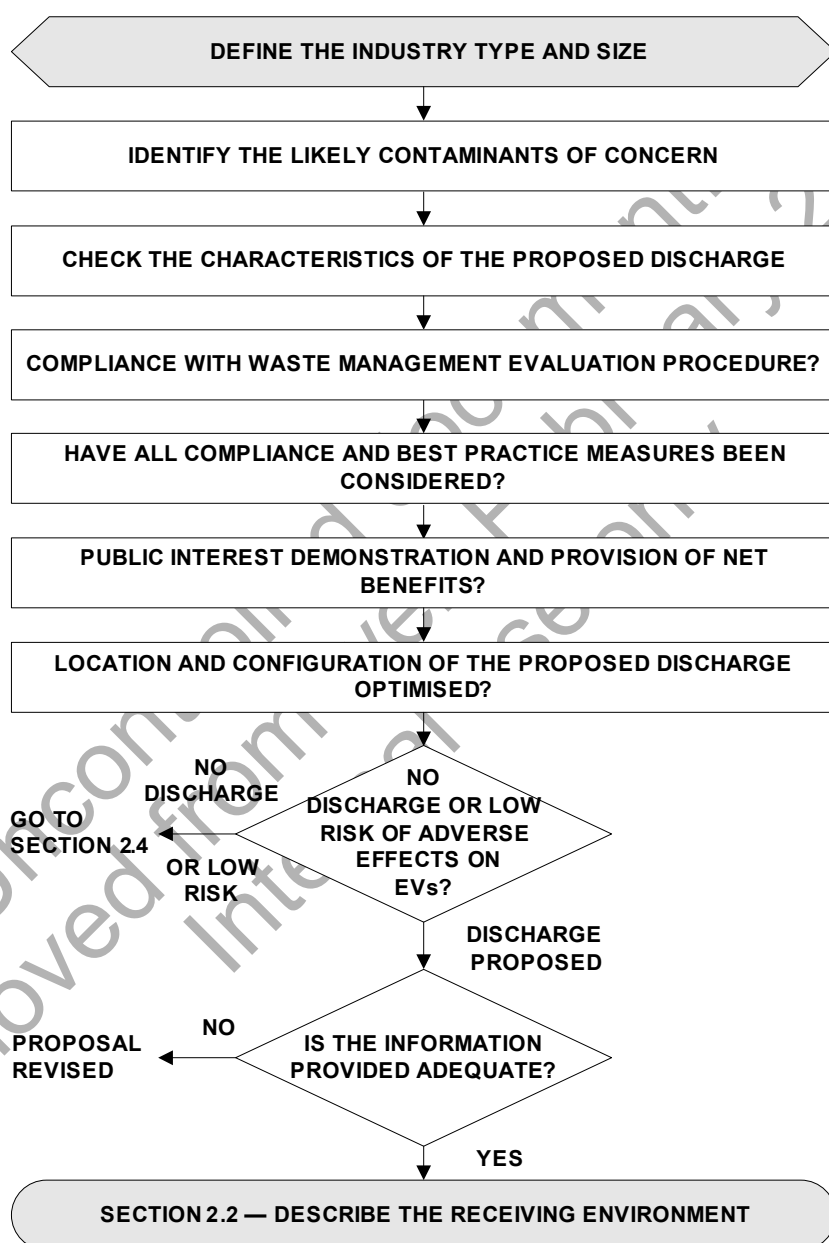 DEFINE THE INDUSTRY TYPE AND SIZE
IDENTIFY THE LIKELY CONTAMINANTS OF CONCERN
CHECK THE CHARACTERISTICS OF THE PROPOSED DISCHARGE
COMPLIANCE WITH WASTE MANAGEMENT EVALUATION PROCEDURE?
HAVE ALL COMPLIANCE AND BEST PRACTICE MEASURES BEEN
CONSIDERED?
PUBLIC INTEREST DEMONSTRATION AND PROVISION OF NET
BENEFITS?
LOCATION AND CONFIGURATION OF THE PROPOSED DISCHARGE
OPTIMISED?
NO
DISCHARGE
OR LOW
RISK
GO TO
SECTION 2.4
NO
DISCHARGE OR LOW
RISK OF ADVERSE
EFFECTS ON
EVs?
DISCHARGE
PROPOSED
NO
PROPOSAL
REVISED
IS THE INFORMATION
PROVIDED ADEQUATE?
YES
SECTION 2.2 — DESCRIBE THE RECEIVING ENVIRONMENT